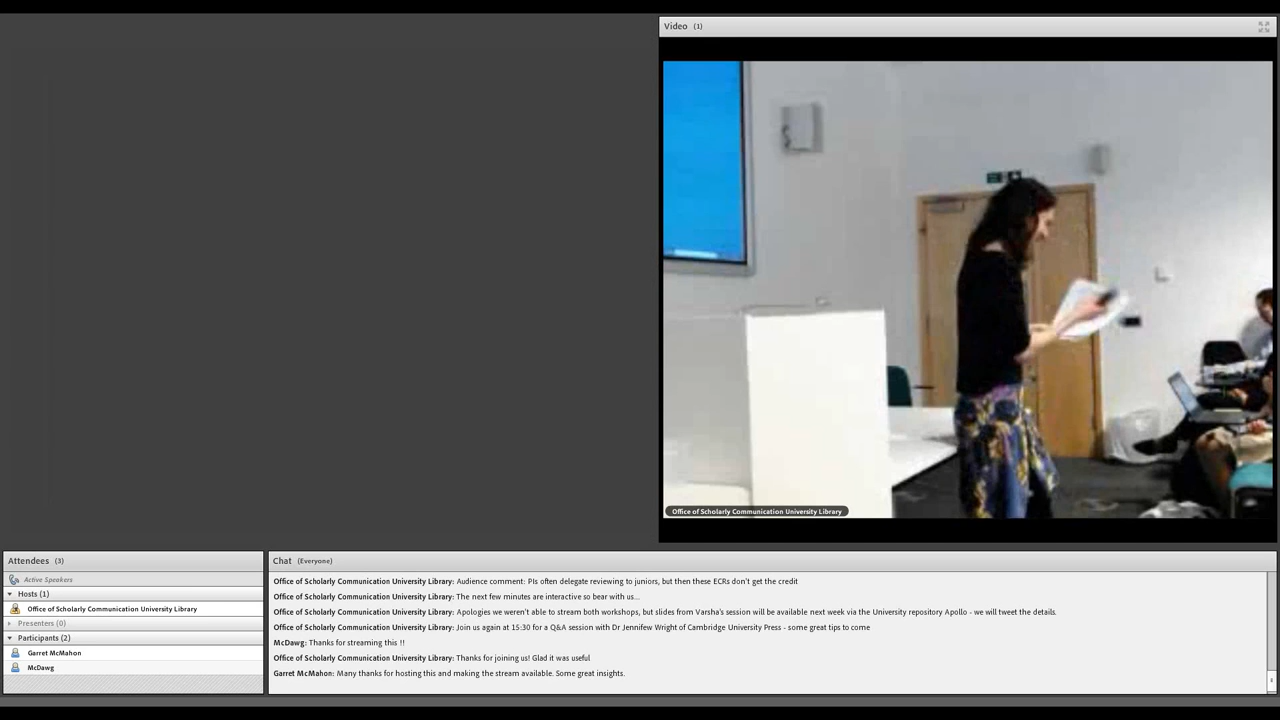 Video (1)
Office of Scholarly Communication University Library
Attendees (3)
Active Speakers
Hosts (1)
Office of Scholarly Communication University Library
Presenters (0)
Participants (2)
Garret McMahon
McDawg
Chat (Everyone)
Office of Scholarly Communication University Library: Audience comment: PIs often delegate reviewing to juniors, but then these ECRs don't get the credit
Office of Scholarly Communication University Library: The next few minutes are interactive so bear with us...
Office of Scholarly Communication University Library: Apologies we weren't able to stream both workshops, but slides from Varsha's session will be available next week via the University repository Apollo - we will tweet the details.
Office of Scholarly Communication University Library: Join us again at 15:30 for a Q&A session with Dr Jennifew Wright of Cambridge University Press - some great tips to come
McDawg: Thanks for streaming this !!
Office of Scholarly Communication University Library: Thanks for joining us! Glad it was useful
Garret McMahon: Many thanks for hosting this and making the stream available. Some great insights.